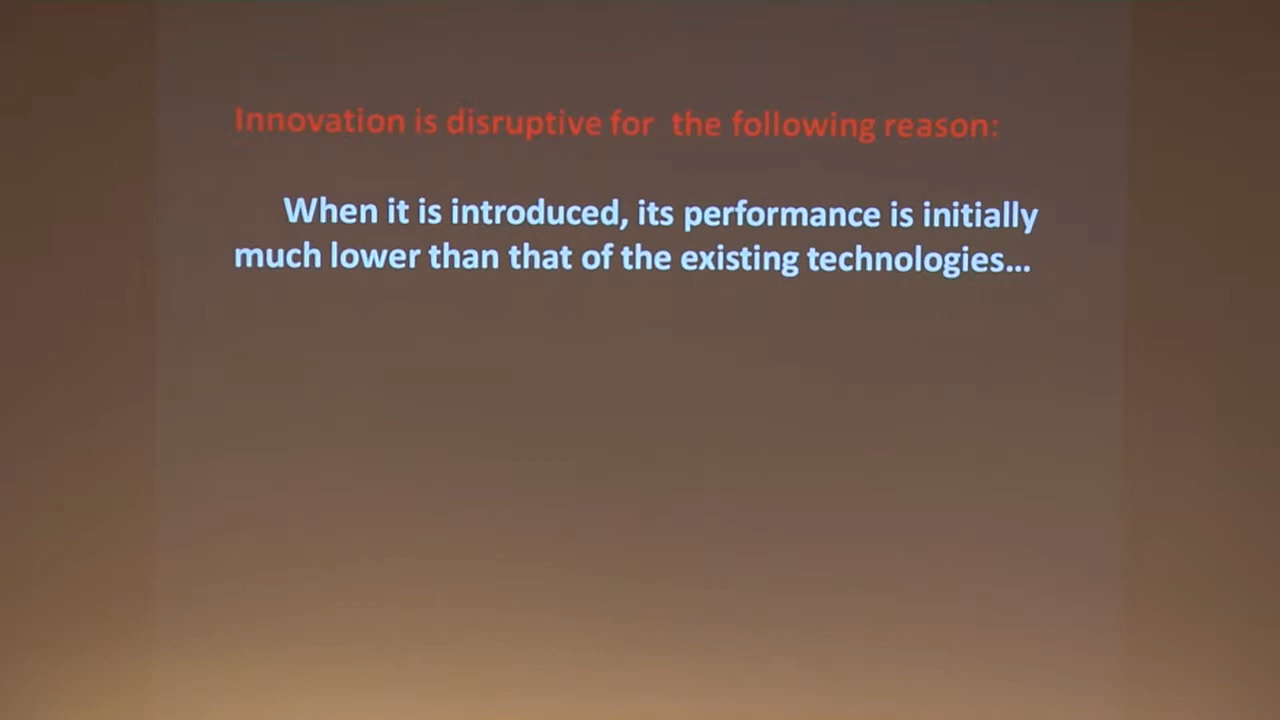 Innovation is disruptive for the following reason:
When it is introduced, its performance is initially
much lower than that of the existing technologies...